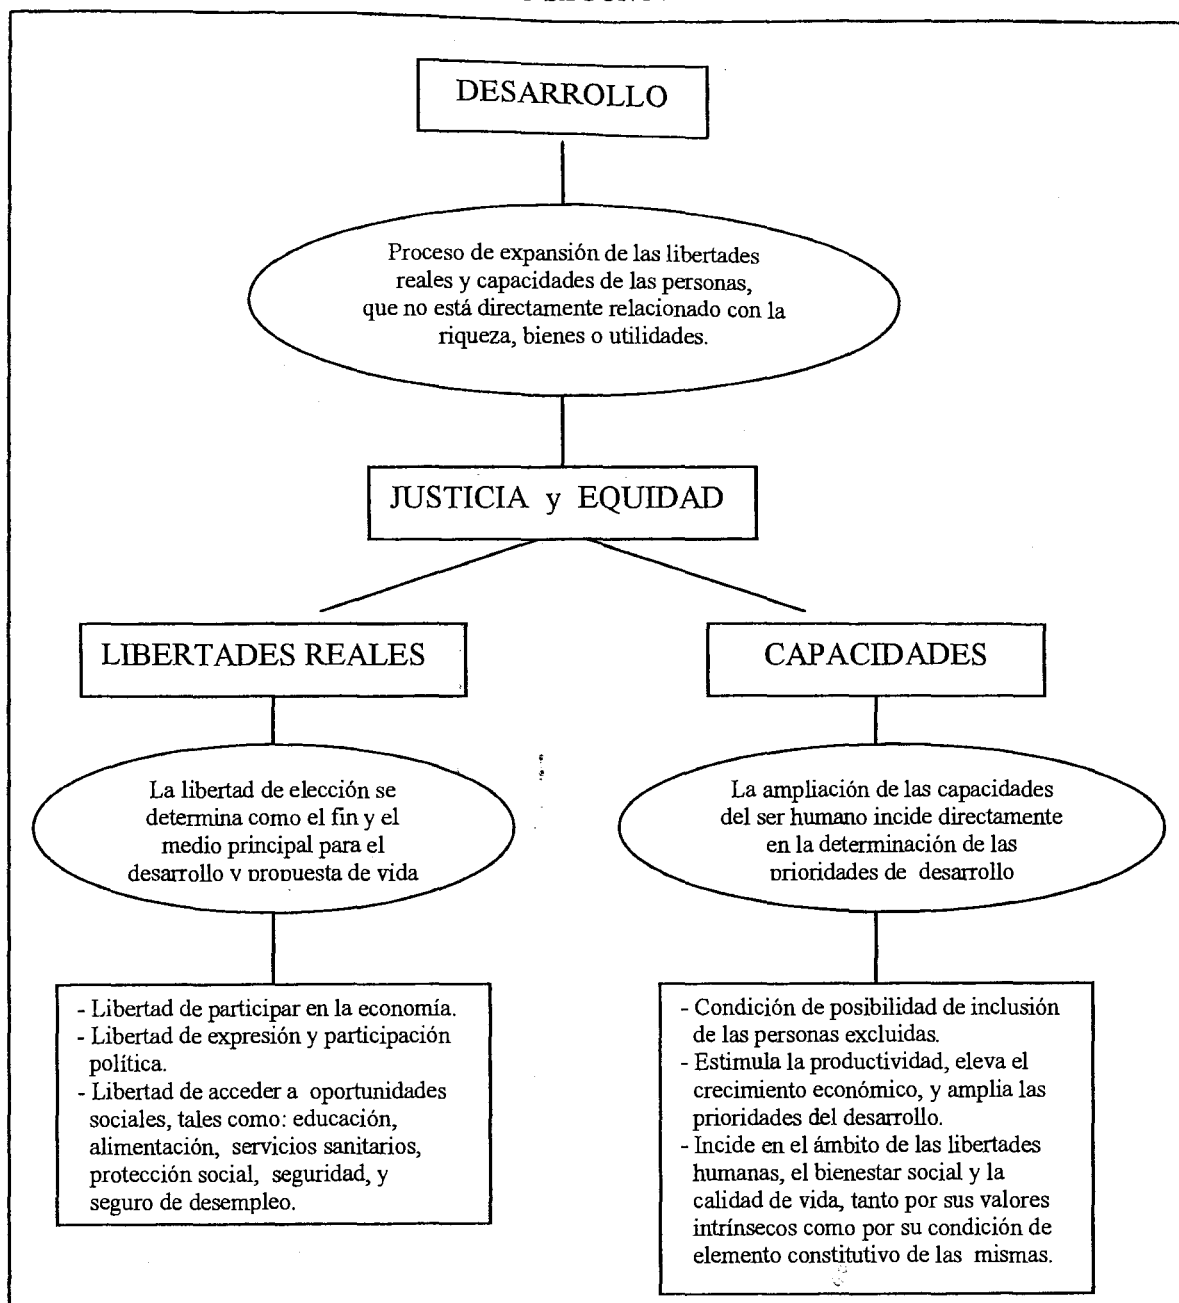 DESARROLLO
Proceso de expansión de las libertades
reales y capacidades de las personas,
que no está directamente relacionado con la
riqueza, bienes o utilidades.
JUSTICIA y EQUIDAD
LIBERTADES REALES
La libertad de elección se
determina como el fin y el
medio principal para el
desarrollo y propuesta de vida
- Libertad de participar en la economía.
- Libertad de expresión y participación
política.
- Libertad de acceder a oportunidades
sociales, tales como: educación,
alimentación, servicios sanitarios,
protección social, seguridad, y
seguro de desempleo.
CAPACIDADES
La ampliación de las capacidades
del ser humano incide directamente
en la determinación de las
prioridades de desarrollo
- Condición de posibilidad de inclusión
de las personas excluidas.
- Estimula la productividad, eleva el
crecimiento económico, y amplia las
prioridades del desarrollo.
- Incide en el ámbito de las libertades
humanas, el bienestar social y la
calidad de vida, tanto por sus valores
intrínsecos como por su condición de
elemento constitutivo de las mismas.